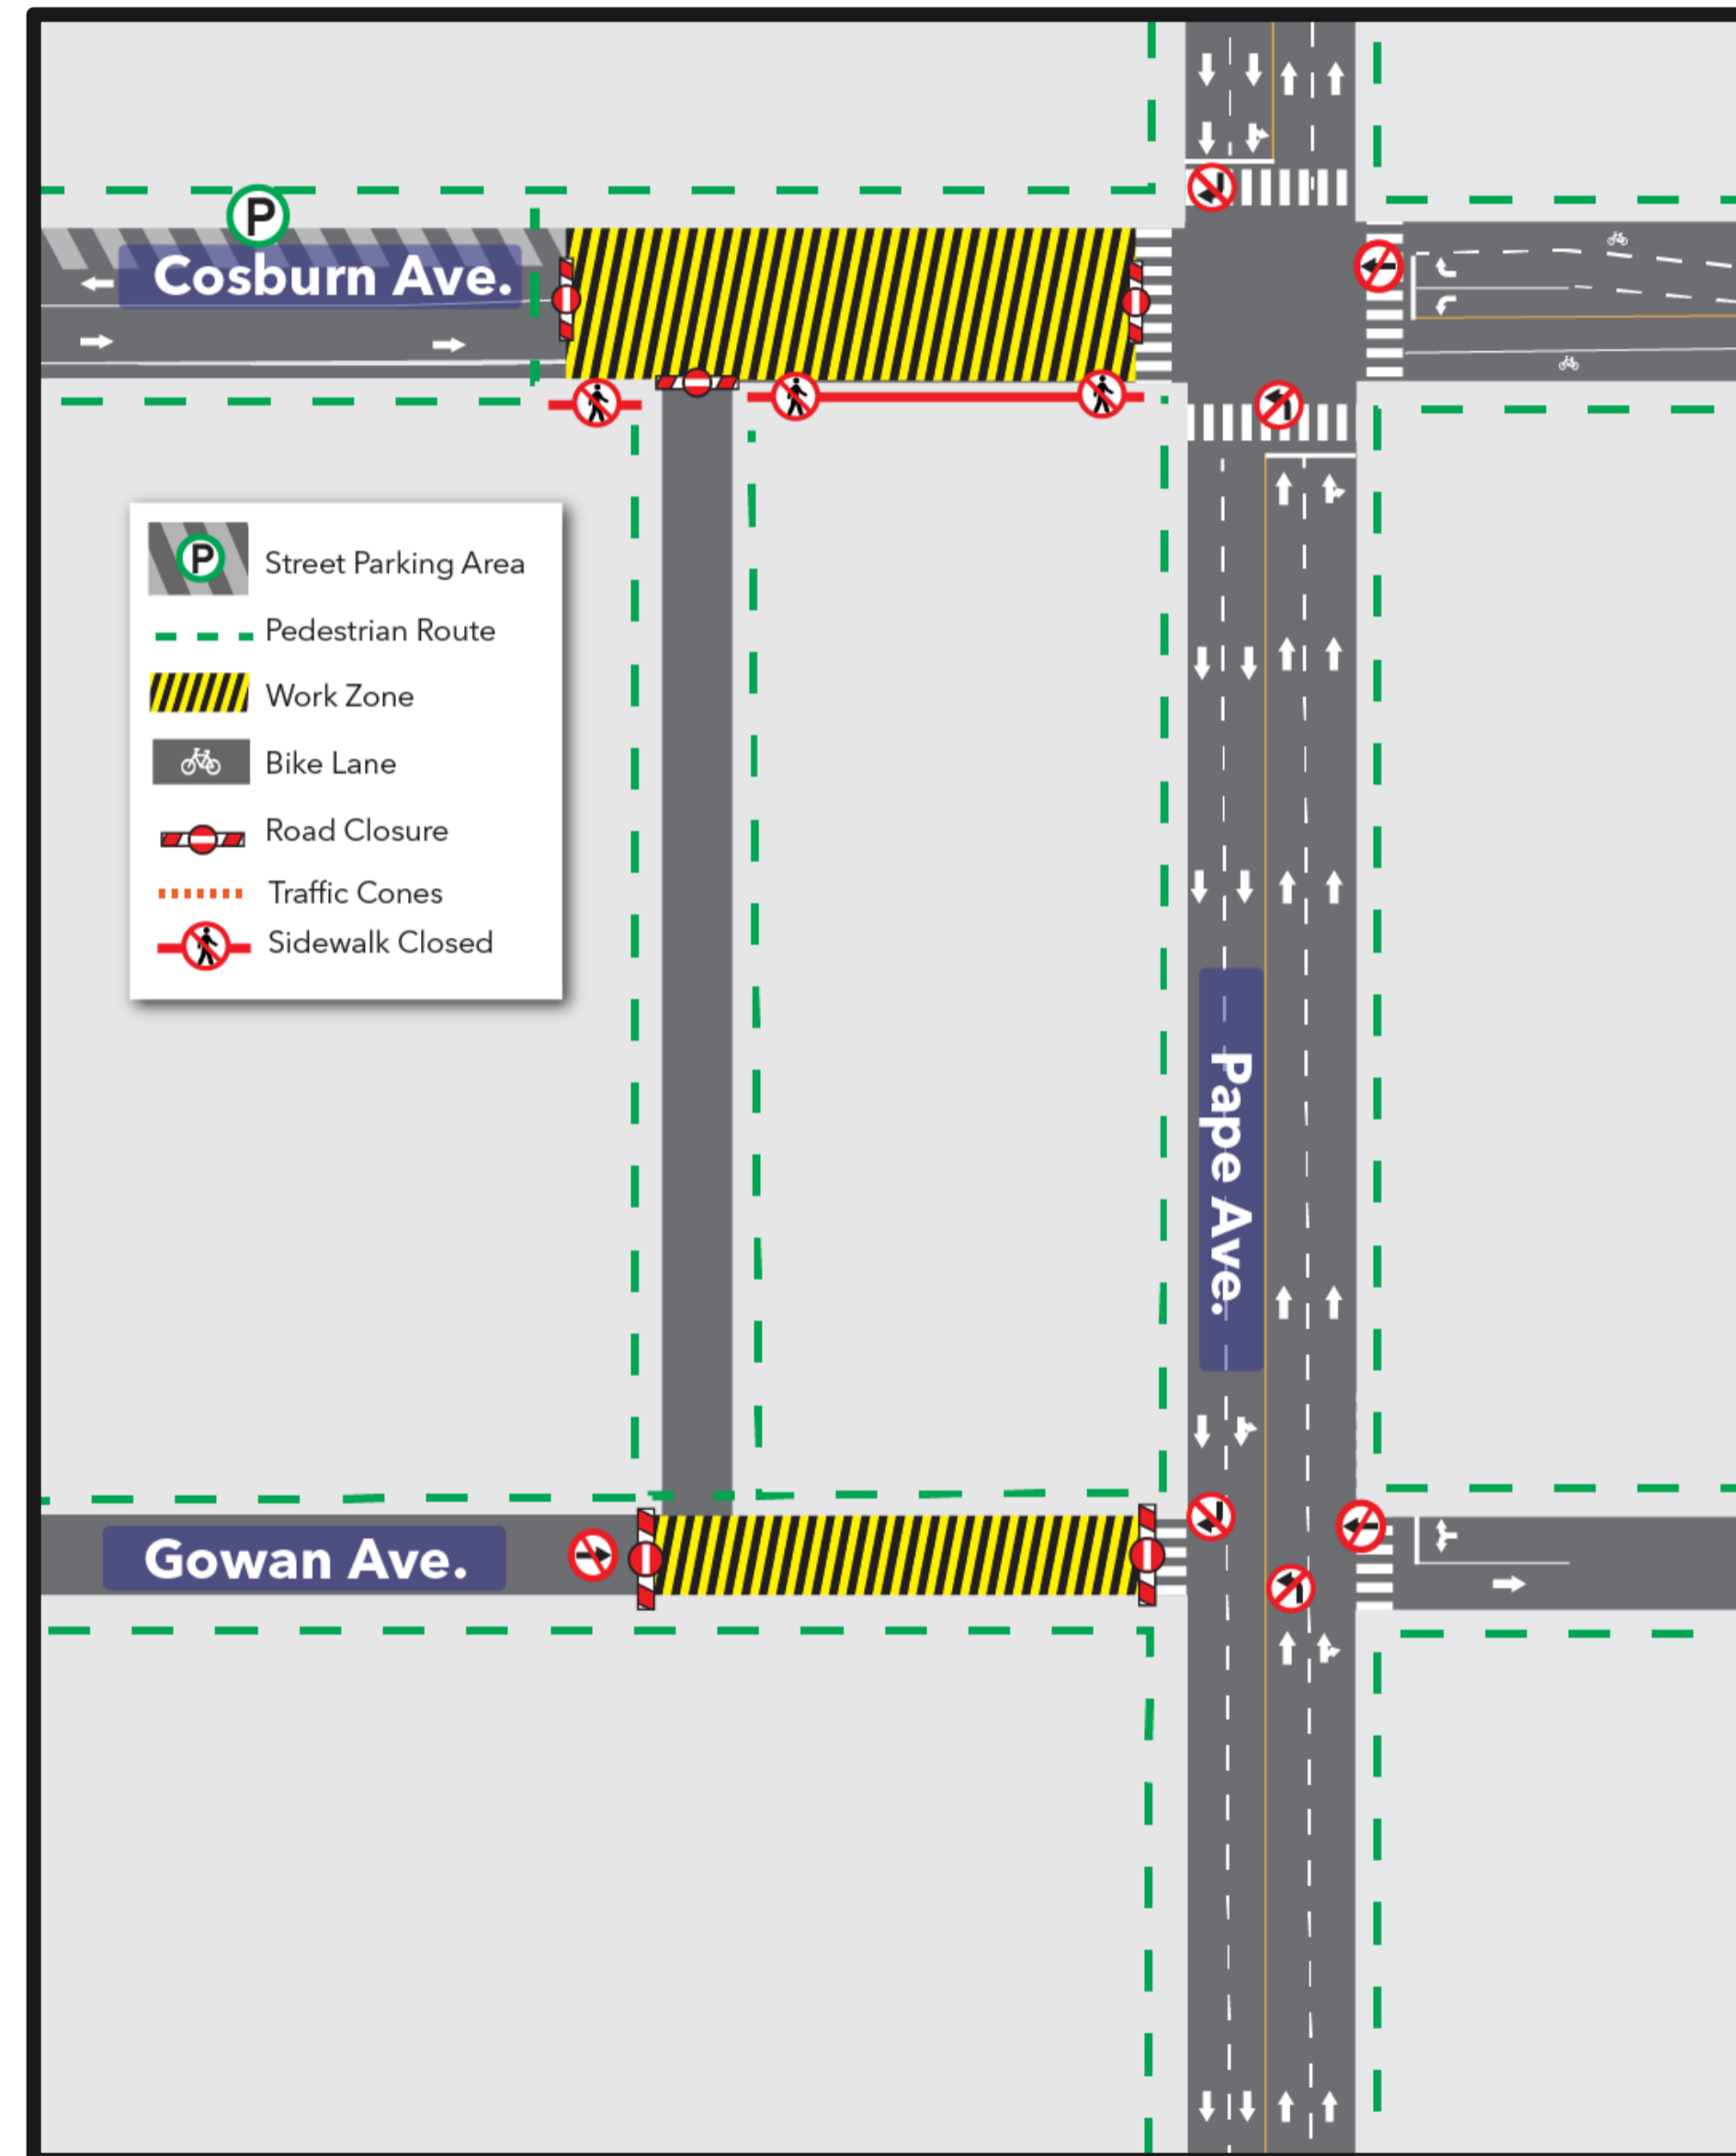 P
Cosburn Ave.
P
Street Parking Area
Pedestrian Route
Work Zone
Bike Lane
Road Closure
Traffic Cones
Sidewalk Closed
Pape Ave.
Gowan Ave.